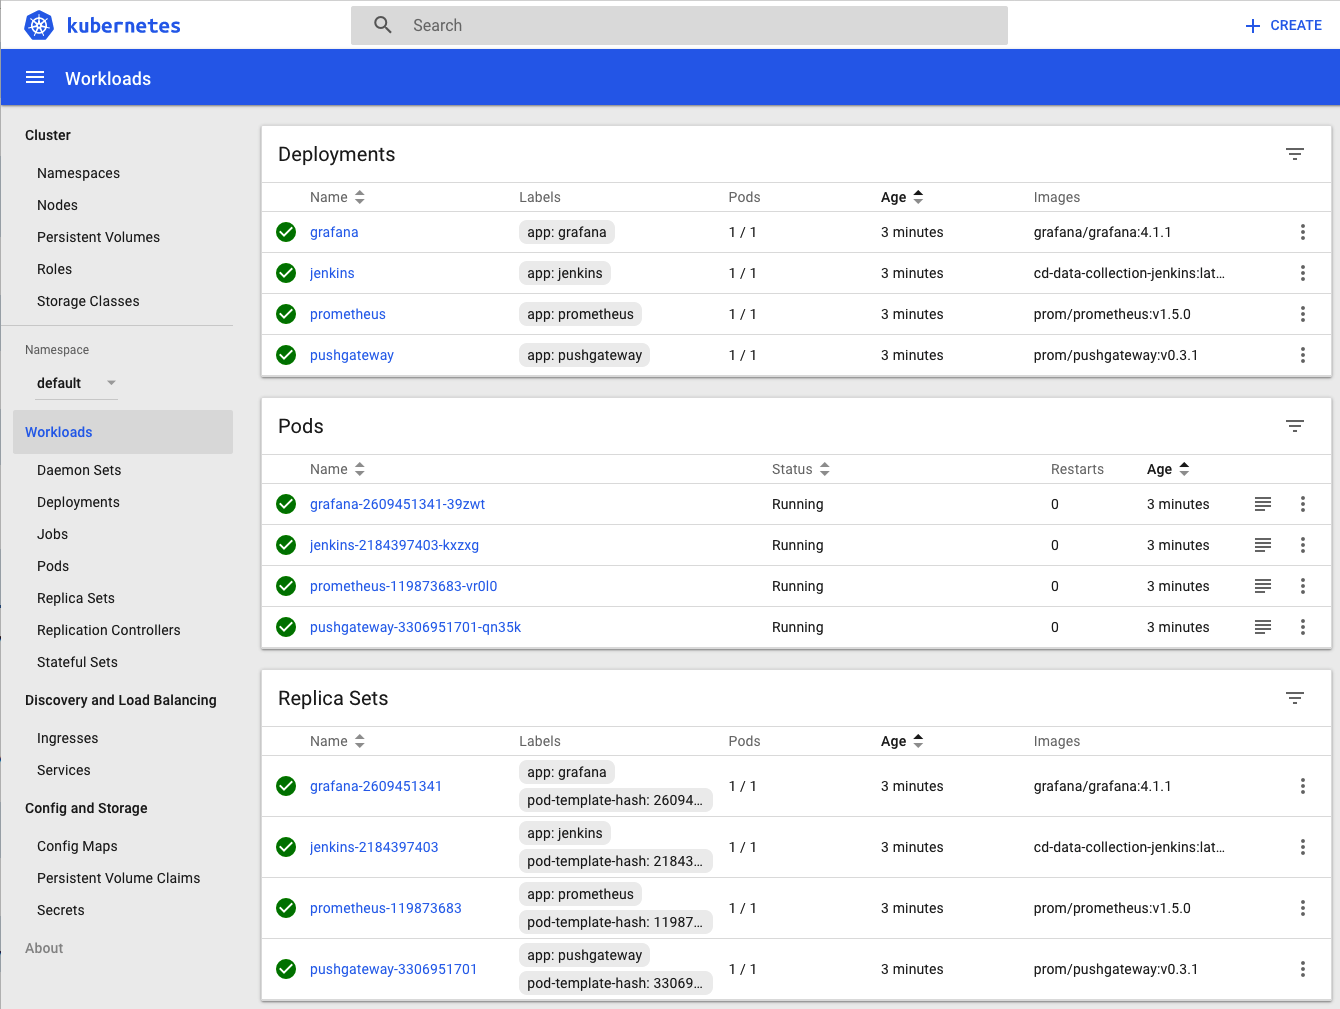 kubernetes
Search
CREATE
Workloads
Cluster
Namespaces
Nodes
Persistent Volumes
Roles
Storage Classes
Namespace
default
Workloads
Daemon Sets
Deployments
Jobs
Pods
Replica Sets
Replication Controllers
Stateful Sets
Discovery and Load Balancing
Ingresses
Services
Config and Storage
Config Maps
Persistent Volume Claims
Secrets
About
Deployments
Name Labels Pods Age Images
grafana app: grafana 1 / 1 3 minutes grafana/grafana:4.1.1
jenkins app: jenkins 1 / 1 3 minutes cd-data-collection-jenkins:lat...
prometheus app: prometheus 1 / 1 3 minutes prom/prometheus:v1.5.0
pushgateway app: pushgateway 1 / 1 3 minutes prom/pushgateway:v0.3.1
Pods
Name Status Restarts Age
grafana-2609451341-39zwt Running 0 3 minutes
jenkins-2184397403-kxzxg Running 0 3 minutes
prometheus-119873683-vr0l0 Running 0 3 minutes
pushgateway-3306951701-qn35k Running 0 3 minutes
Replica Sets
Name Labels Pods Age Images
app: grafana
grafana-2609451341 1 / 1 3 minutes grafana/grafana:4.1.1
pod-template-hash: 26094...
app: jenkins
jenkins-2184397403 1 / 1 3 minutes cd-data-collection-jenkins:lat...
pod-template-hash: 21843...
app: prometheus
prometheus-119873683 1 / 1 3 minutes prom/prometheus:v1.5.0
pod-template-hash: 11987...
app: pushgateway
pushgateway-3306951701 1 / 1 3 minutes prom/pushgateway:v0.3.1
pod-template-hash: 33069...